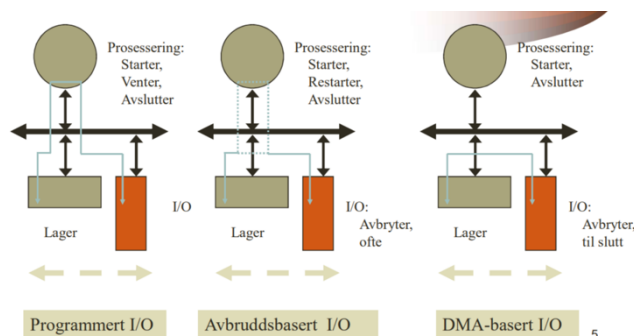 Prosessering:
Starter,
Venter,
Avslutter
I/O
Lager
Programmert I/O
Prosessering:
Starter,
Restarter,
Avslutter
I/O:
Avbryter,
ofte
Lager
Avbruddsbasert I/O
Prosessering:
Starter,
Avslutter
I/O:
Avbryter,
til slutt
Lager
DMA-basert I/O
5